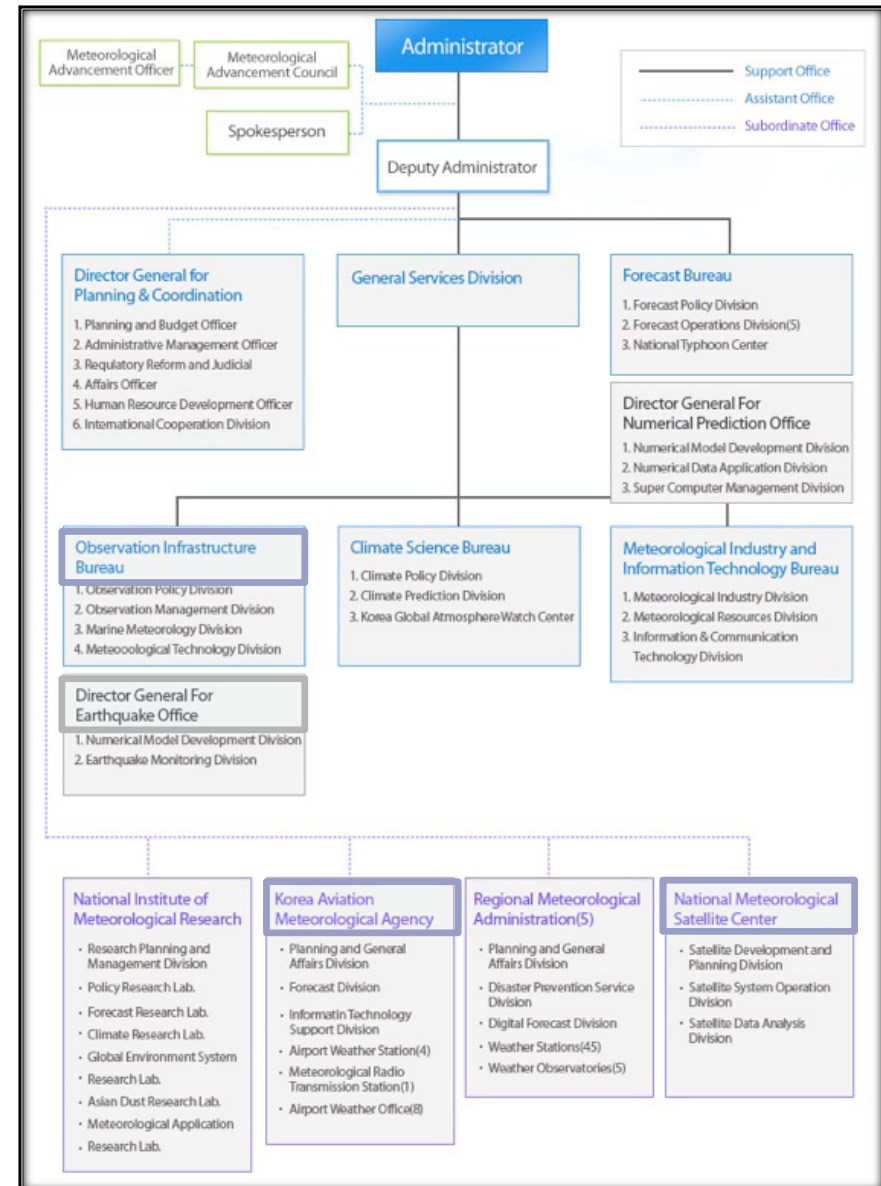 Administrator
Meteorological
Advancement Officer
Meteorological
Advancement Council
Spokesperson
Support Office
Assistant Office
Subordinate Office
Deputy Administrator
Director General for
Planning & Coordination
1. Planning and Budget Officer
2. Administrative Management Officer
3. Requlatory Reform and Judicial
4. Affairs Officer
5. Human Resource Development Officer
6. International Cooperation Division
General Services Division
Forecast Bureau
1. Forecast Policy Division
2. Forecast Operations Division(5)
3. National Typhoon Center
Director General For
Numerical Prediction Office
1. Numerical Model Development Division
2. Numerical Data Application Division
3. Super Computer Management Division
Observation Infrastructure
Bureau
1. Observation Policy Division
2. Observation Management Division
3. Marine Meteorology Division
4. Meteoological Technology Division
Director General For
Earthquake Office
1. Numerical Model Development Division
2. Earthquake Monitoring Division
Climate Science Bureau
1. Climate Policy Division
2. Climate Prediction Division
3. Korea Global Atmosphere Watch Center
Meteorological Industry and
Information Technology Bureau
1. Meteorological Industry Division
2. Meteorological Resources Division
3. Information & Communication
Technology Division
National Institute of
Meteorological Research
· Research Planning and
Management Division
· Policy Research Lab.
· Forecast Research Lab.
· Climate Research Lab.
· Global Environment System
· Research Lab.
· Asian Dust Research Lab.
· Meteorological Application
· Research Lab.
Korea Aviation
Meteorological Agency
· Planning and General
Affairs Division
· Forecast Division
· Informatin Technology
Support Division
· Airport Weather Station(4)
· Meteorological Radio
Transmission Station(1)
· Airport Weather Office(8)
Regional Meteorological
Administration(5)
· Planning and General
Affairs Division
· Disaster Prevention Service
Division
· Digital Forecast Division
· Weather Stations(45)
· Weather Observatories(5)
National Meteorological
Satellite Center
· Satellite Development and
Planning Division
· Satellite System Operation
Division
· Satellite Data Analysis
Division